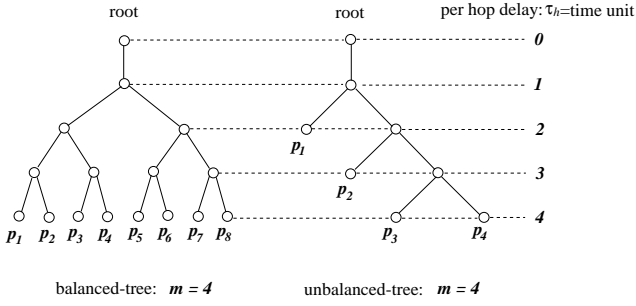 root root per hop delay: τh=time unit
0
1
2
p1
3
p2
4
p1 p2 p3 p4 p5 p6 p7 p8 p3 p4
balanced-tree: m = 4 unbalanced-tree: m = 4